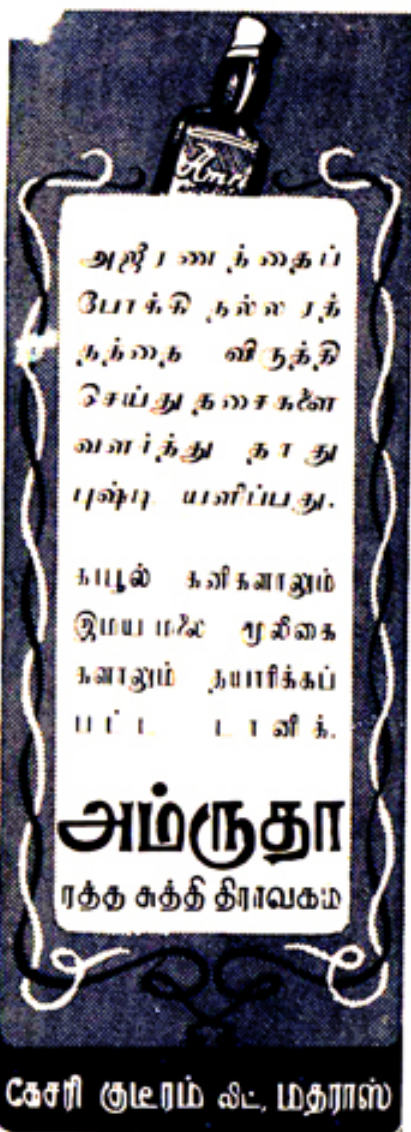 Amri
அஜீரணத்தைப்
போக்கி நல்ல ரத்
தத்தை விருத்தி
செய்து தசைகளை
வளர்த்து தாது
புஷ்டி யளிப்பது.
காபூல் கனிகளாலும்
இமயமலை மூலிகை
களாலும் தயாரிக்கப்
பட்ட டானிக்.
அம்ருதா
ரத்த சுத்தி திராவகம்
கேசரி குடீரம் லிட், மதராஸ்